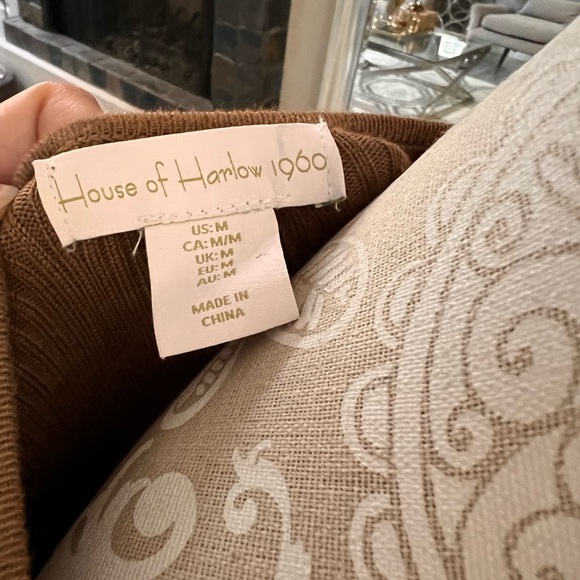 House of Harlow 1960
US: M
CA: M/M
UK: M
EU: M
AU: M
MADE IN
CHINA